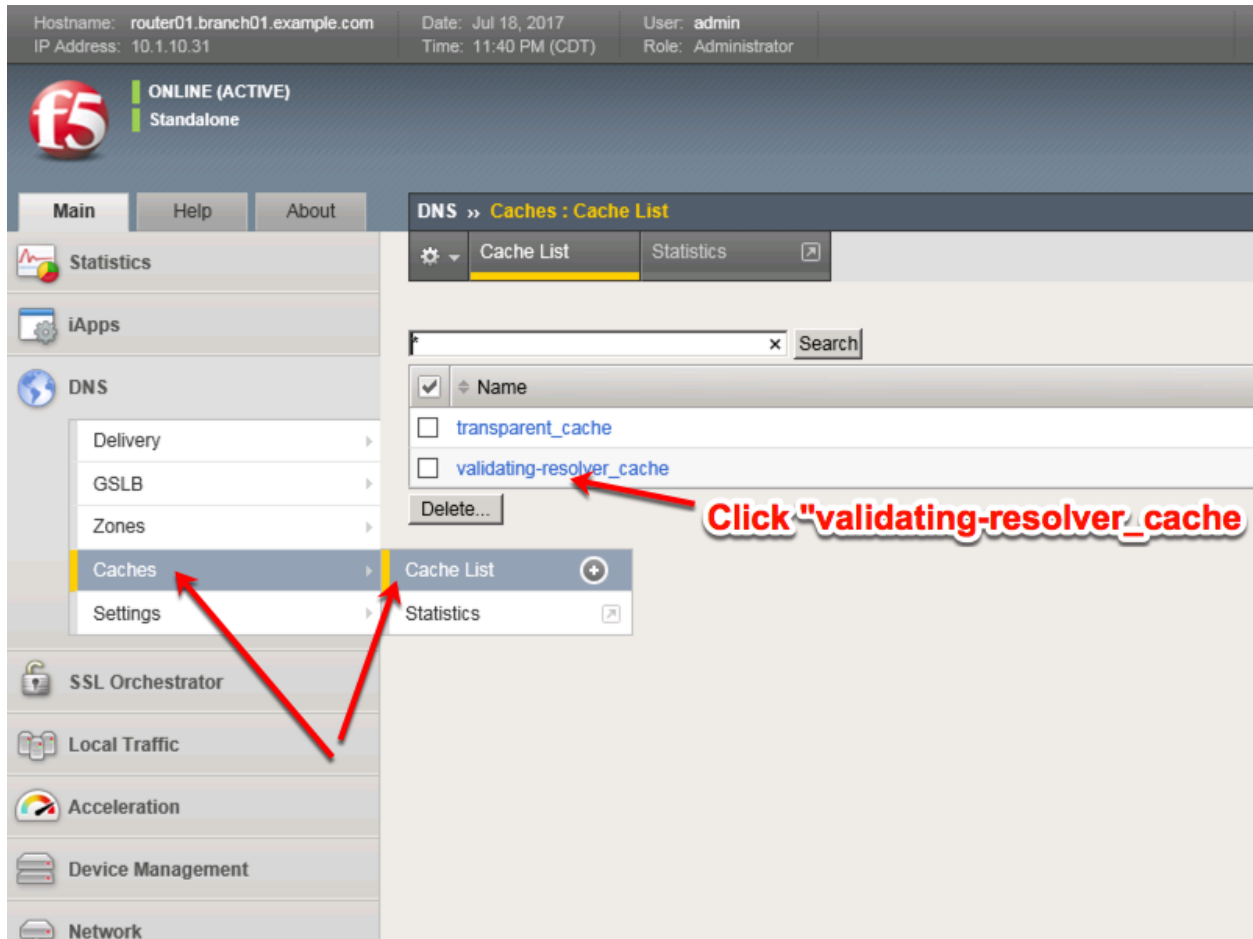 Hostname: router01.branch01.example.com Date: Jul 18, 2017 User: admin
IP Address: 10.1.10.31 Time: 11:40 PM (CDT) Role: Administrator
f5
ONLINE (ACTIVE)
Standalone
Main Help About
DNS » Caches : Cache List
Cache List Statistics
Statistics
iApps
DNS
Delivery
GSLB
Zones
Caches
Settings
SSL Orchestrator
Local Traffic
Acceleration
Device Management
Network
* × Search
Name
transparent_cache
validating-resolver_cache
Delete...
Click "validating-resolver_cache
Cache List
Statistics